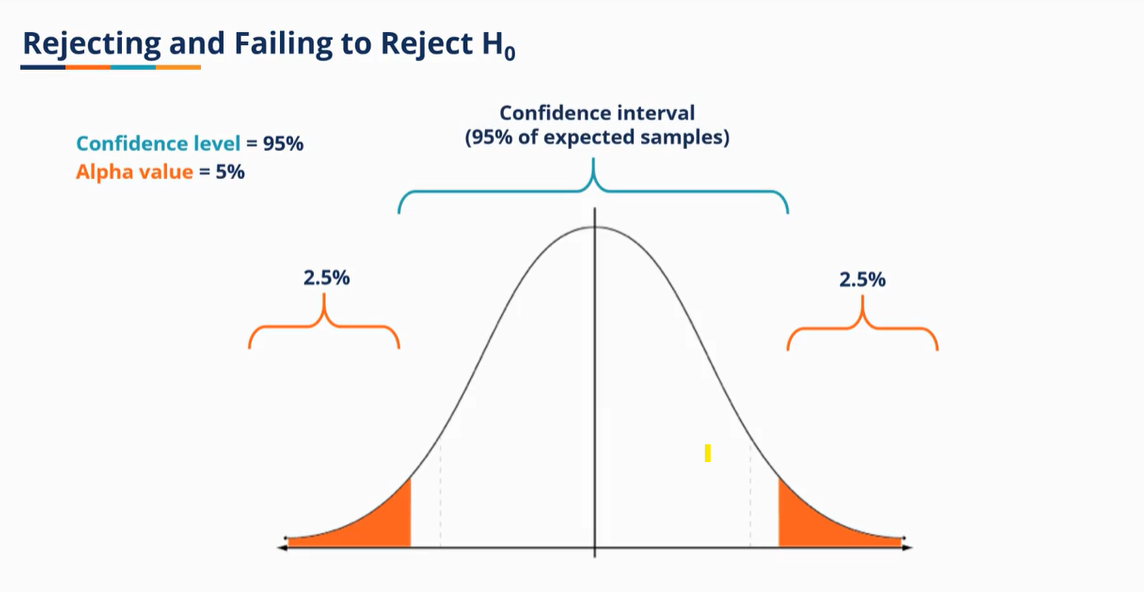 Rejecting and Failing to Reject H₀
Confidence interval
(95% of expected samples)
Confidence level = 95%
Alpha value = 5%
2.5%
2.5%